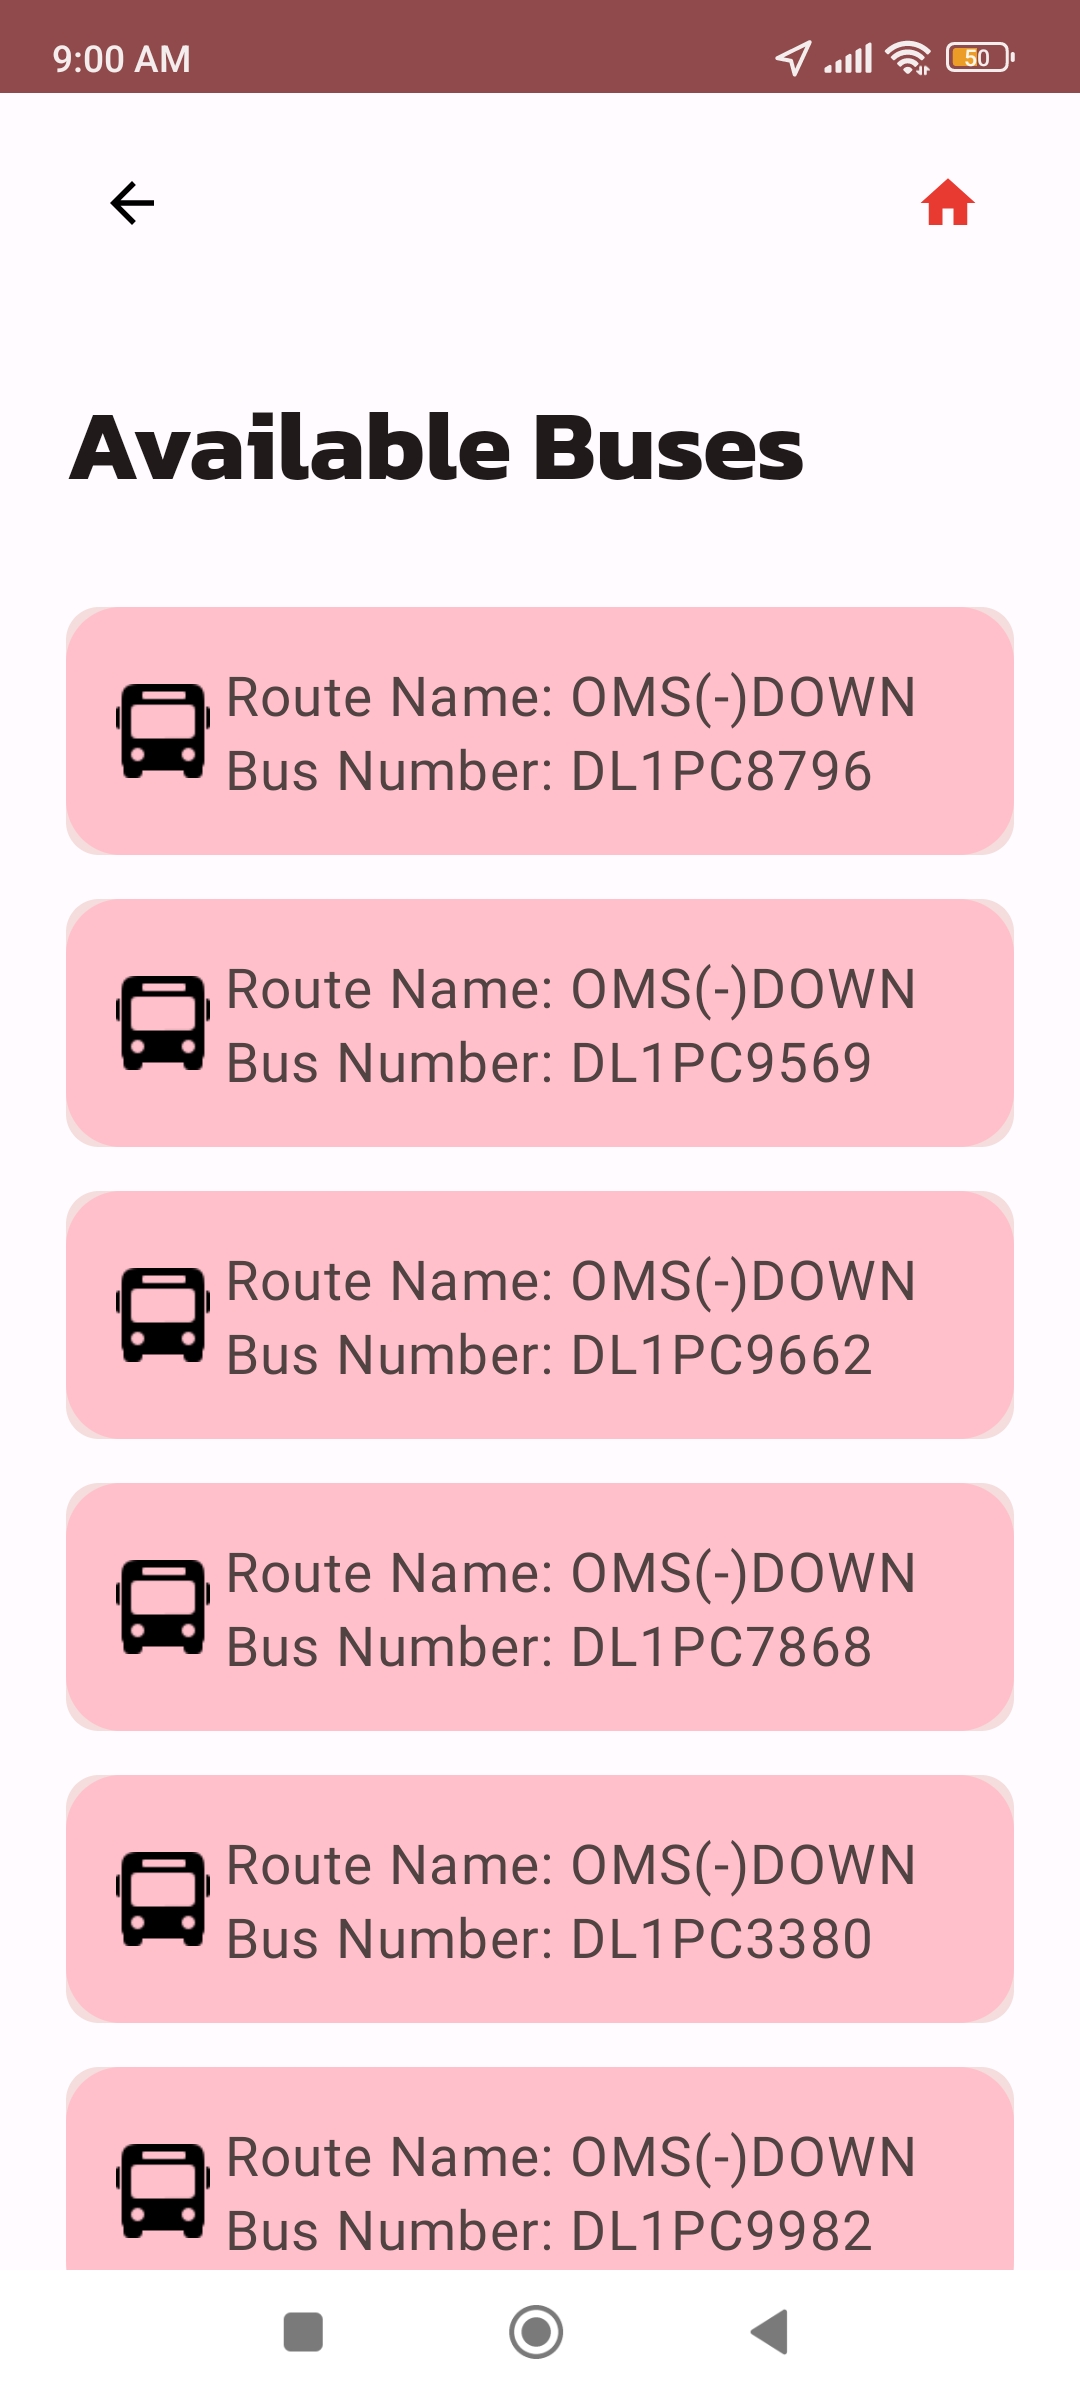 9:00 AM
50
Available Buses
Route Name: OMS(-)DOWN
Bus Number: DL1PC8796
Route Name: OMS(-)DOWN
Bus Number: DL1PC9569
Route Name: OMS(-)DOWN
Bus Number: DL1PC9662
Route Name: OMS(-)DOWN
Bus Number: DL1PC7868
Route Name: OMS(-)DOWN
Bus Number: DL1PC3380
Route Name: OMS(-)DOWN
Bus Number: DL1PC9982